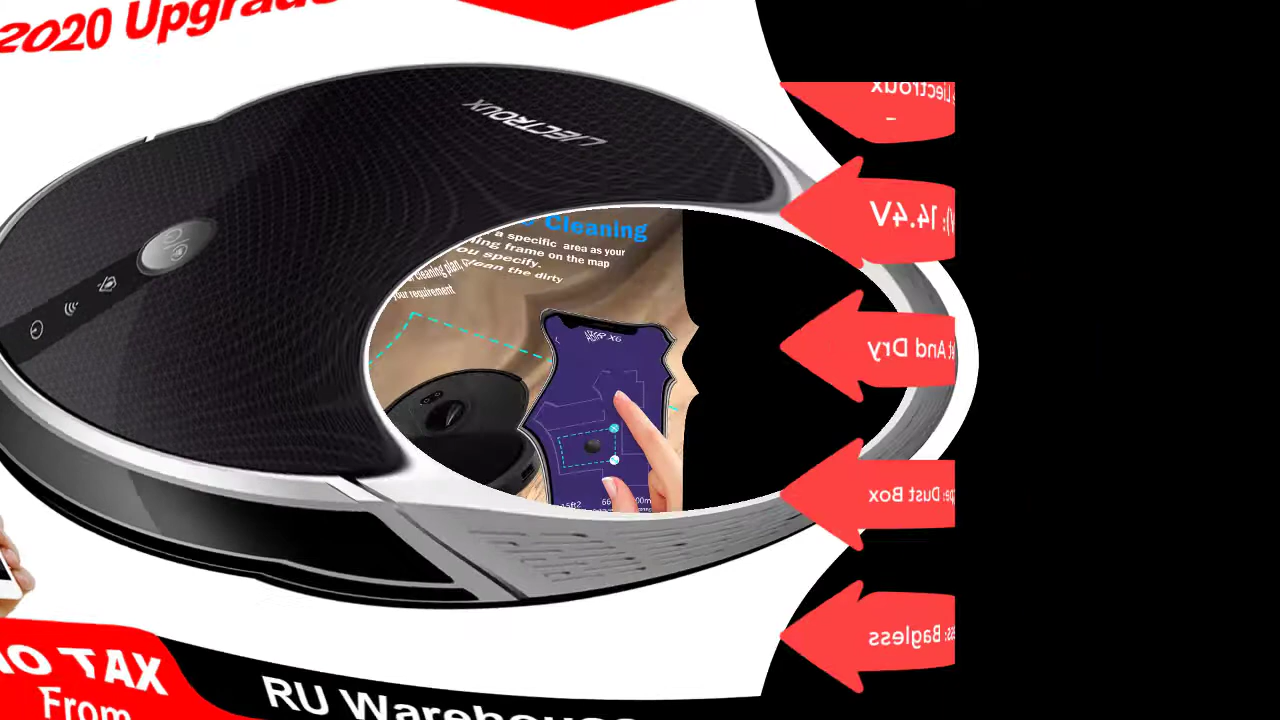 2020 Upgrade
LIECTROUX
Liectroux
-
14.4V
Cleaning
a specific area as your
frame on the map
you specify.
cleaning plan, Clean the dirty
your requirement
X6
And Dry
Dust Box
Bagless
NO TAX
From
RU Warehouse